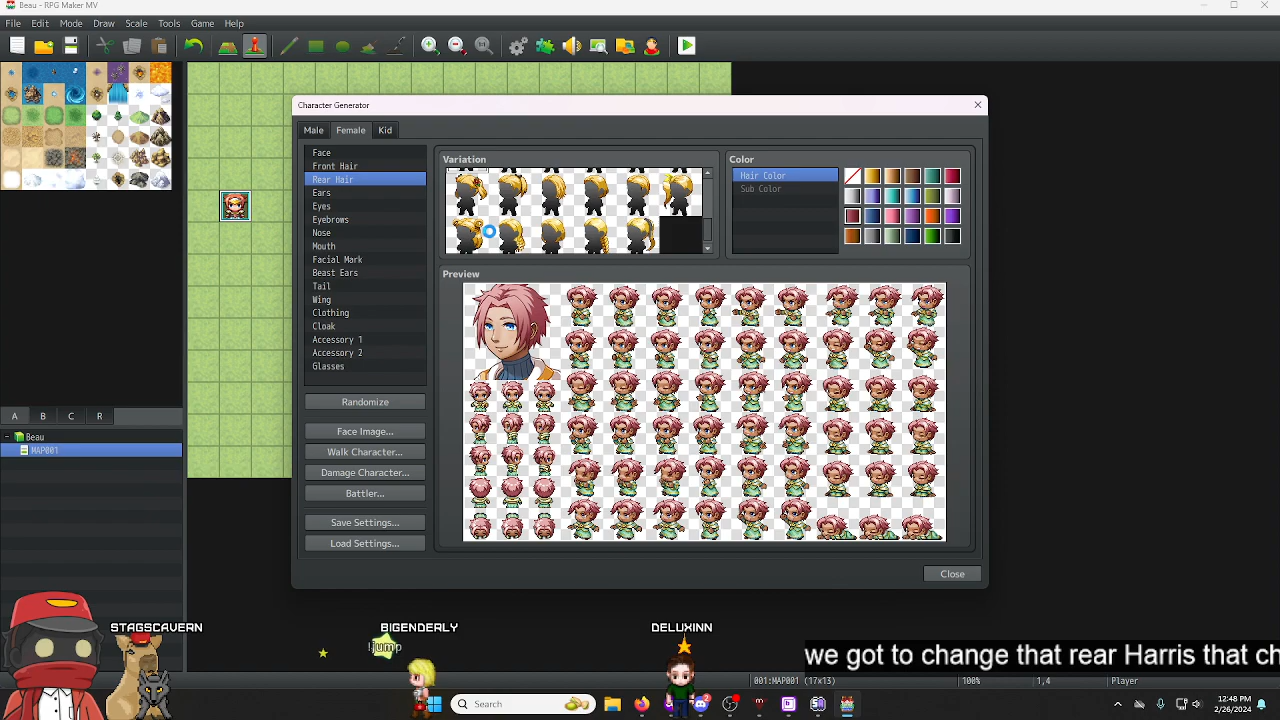 Beau - RPG Maker MV
File Edit Mode Draw Scale Tools Game Help
Character Generator
Male Female Kid
Face
Front Hair
Rear Hair
Ears
Eyes
Eyebrows
Nose
Mouth
Facial Mark
Beast Ears
Tail
Wing
Clothing
Cloak
Accessory 1
Accessory 2
Glasses
Randomize
Face Image...
Walk Character...
Damage Character...
Battler...
Save Settings...
Load Settings...
Variation
Color
Hair Color
Sub Color
Preview
Close
A B C R
Beau
MAP001
STAGSCAVERN
BIGENDERLY
!jump
DELUXINN
we got to change that rear Harris that ch
001:MAP001 (17x13) 100% 1,4 Player
Search
12:48 PM
2/26/2024